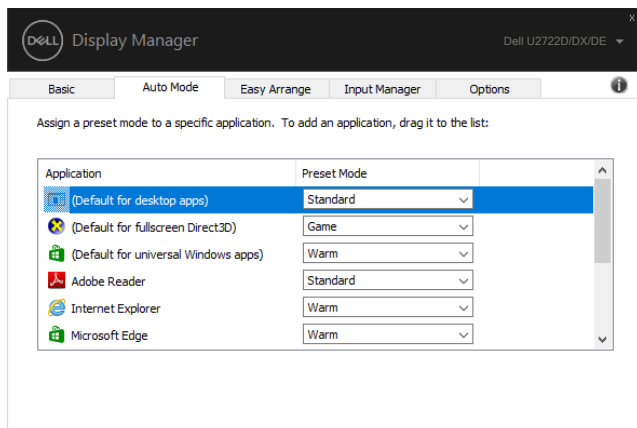 DELL Display Manager Dell U2722D/DX/DE
x
Basic Auto Mode Easy Arrange Input Manager Options i
Assign a preset mode to a specific application. To add an application, drag it to the list:
Application Preset Mode
(Default for desktop apps) Standard
(Default for fullscreen Direct3D) Game
(Default for universal Windows apps) Warm
Adobe Reader Standard
Internet Explorer Warm
Microsoft Edge Warm